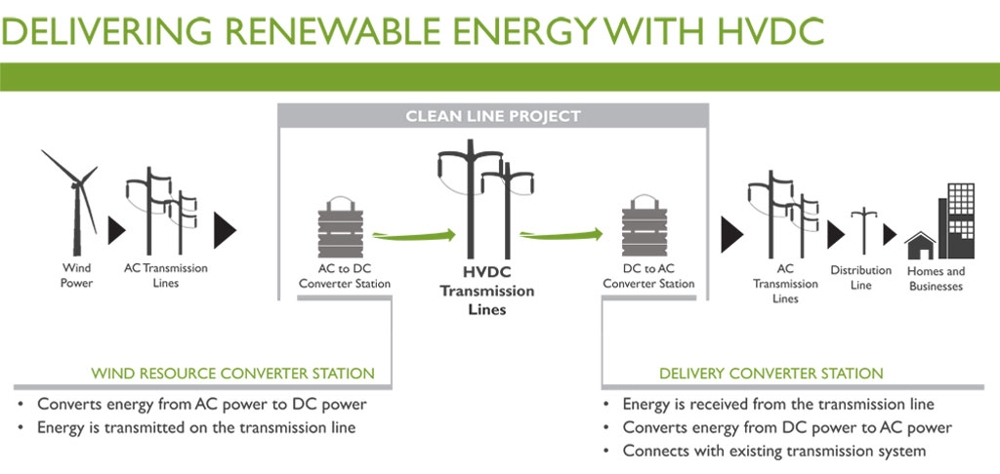 DELIVERING RENEWABLE ENERGY WITH HVDC
CLEAN LINE PROJECT
Wind
Power
AC Transmission
Lines
AC to DC
Converter Station
HVDC
Transmission
Lines
DC to AC
Converter Station
AC
Transmission
Lines
Distribution
Line
Homes and
Businesses
WIND RESOURCE CONVERTER STATION
• Converts energy from AC power to DC power
• Energy is transmitted on the transmission line
DELIVERY CONVERTER STATION
• Energy is received from the transmission line
• Converts energy from DC power to AC power
• Connects with existing transmission system